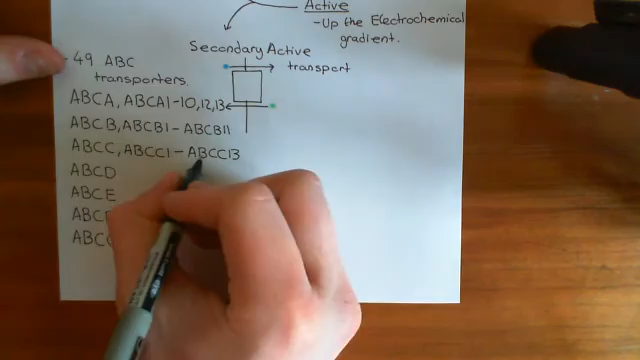 Active
-Up the Electrochemical
gradient.
Secondary Active
transport
-49 ABC
transporters.
ABCA, ABCA1-10,12,13
ABCB, ABCB1-ABCB11
ABCC, ABCC1-ABCC13
ABCD
ABCE